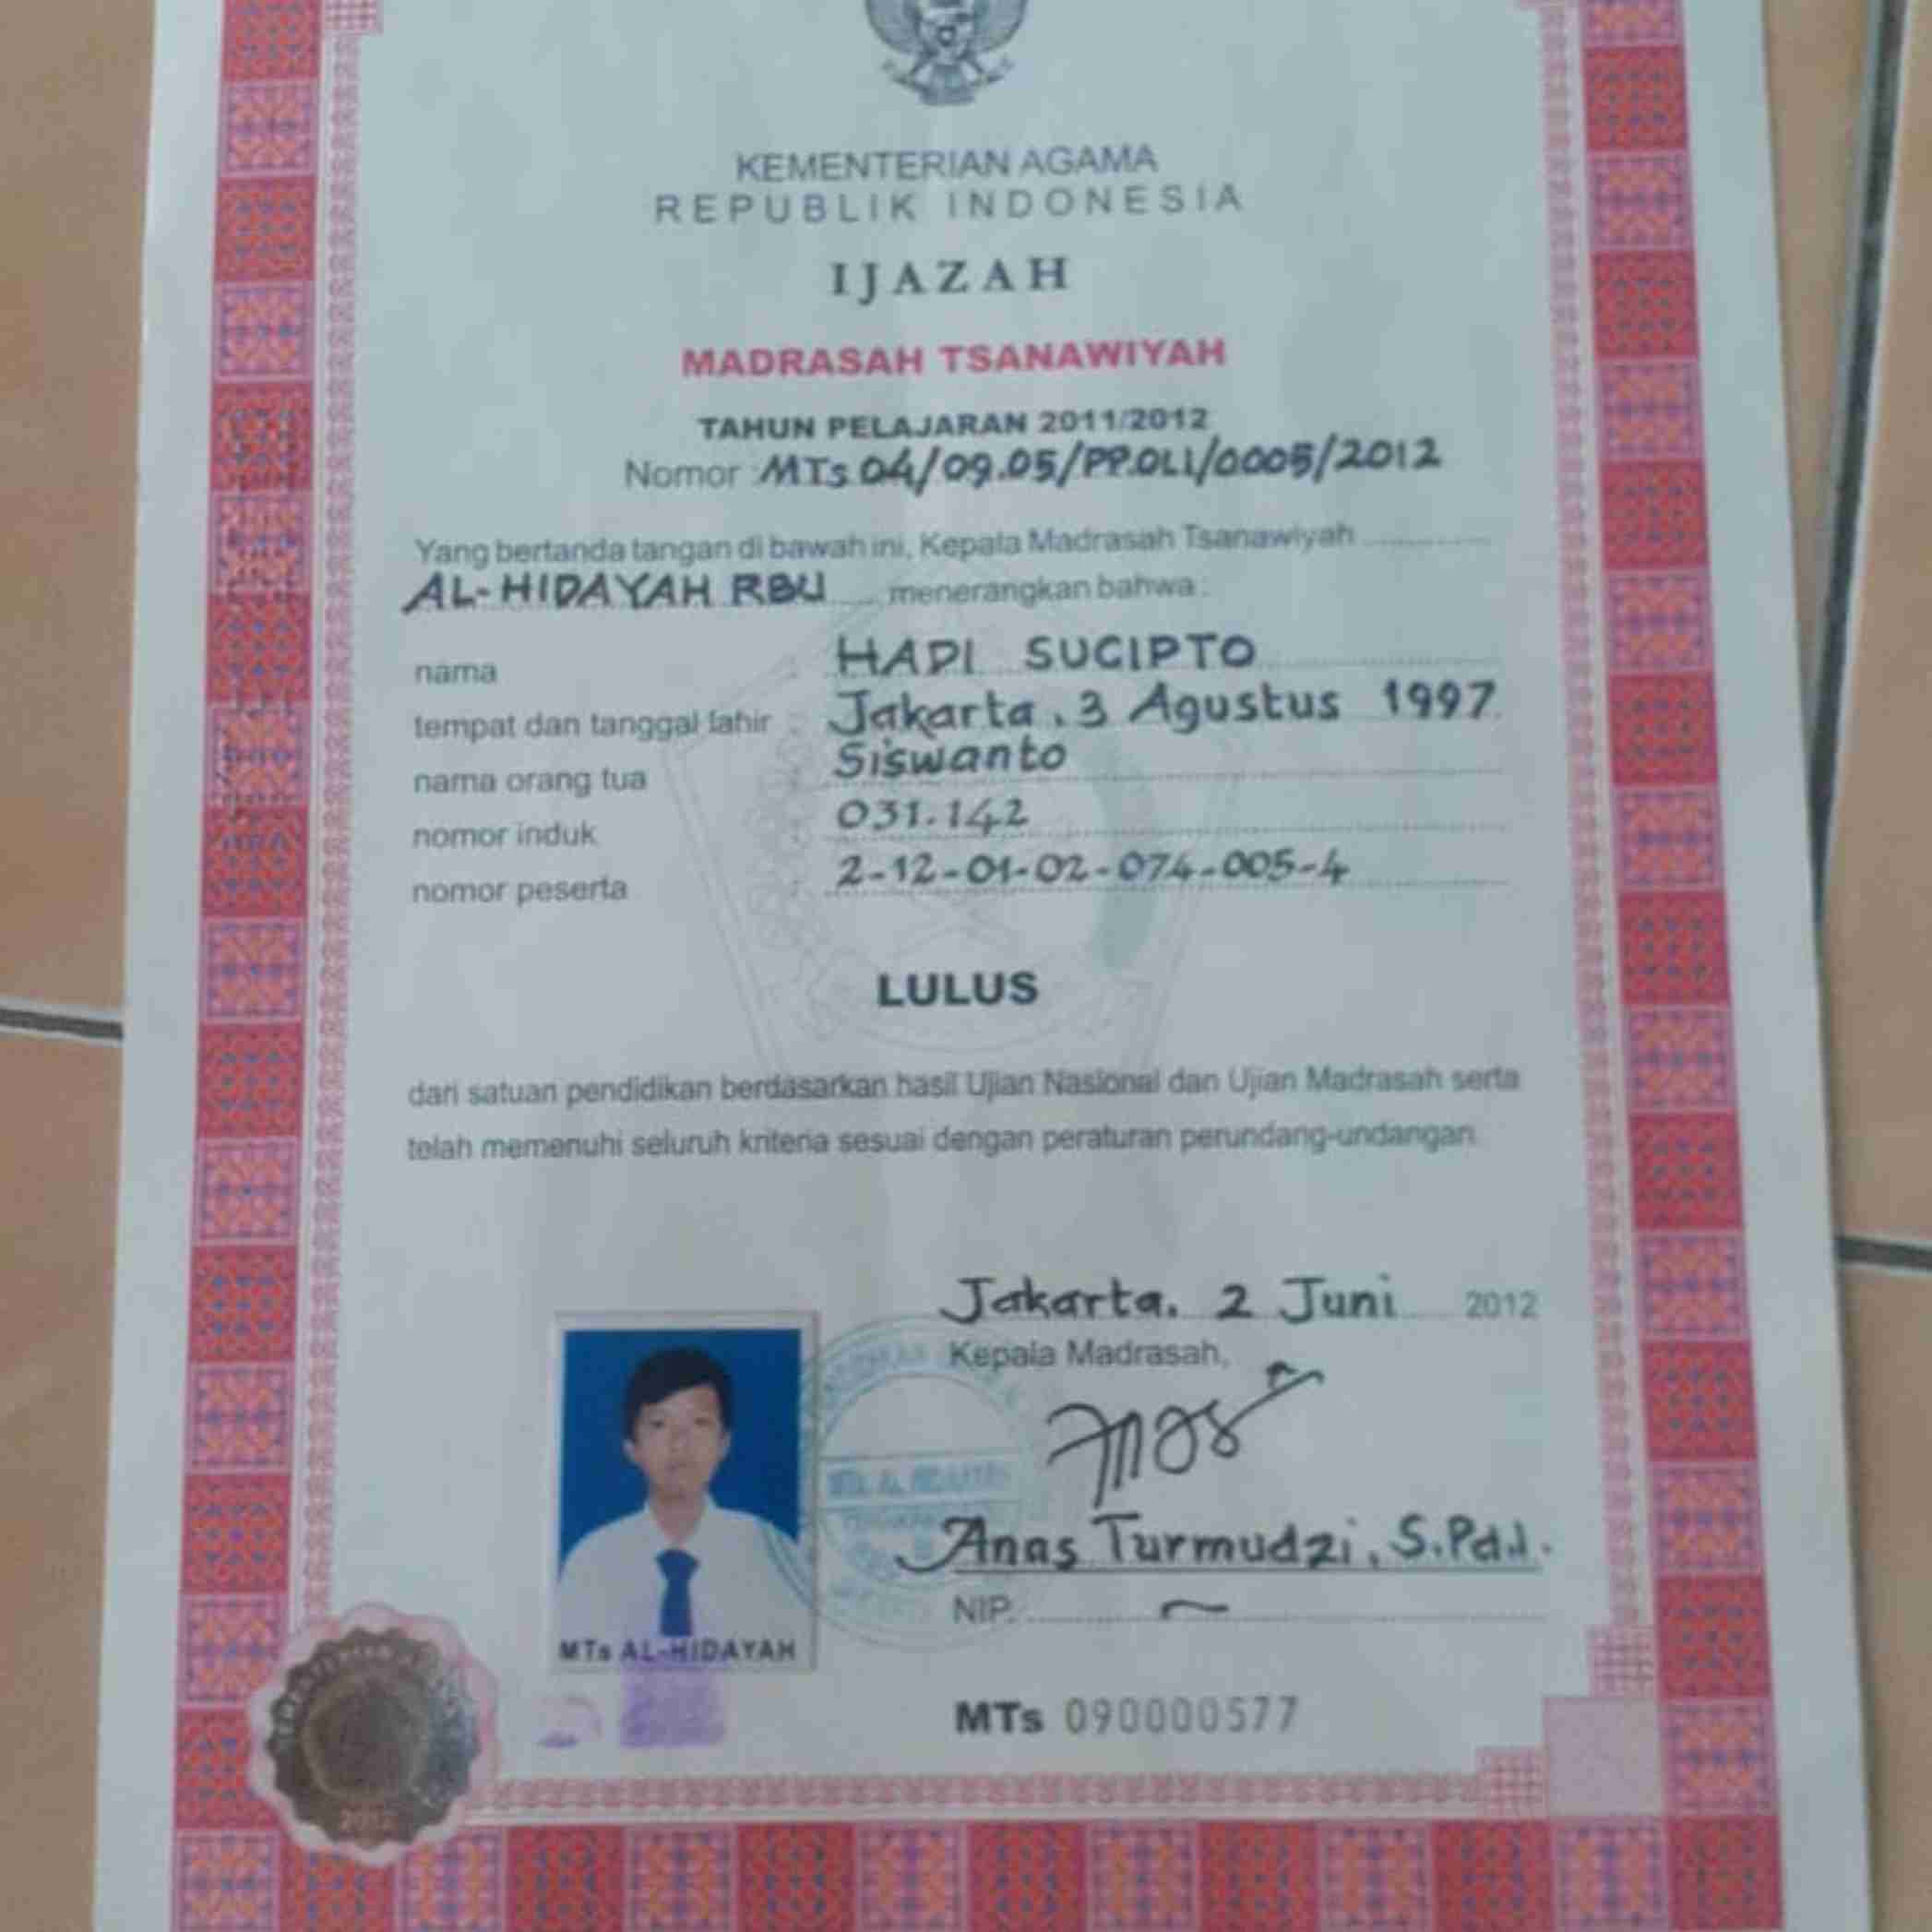 KEMENTERIAN AGAMA
REPUBLIK INDONESIA
IJAZAH
MADRASAH TSANAWIYAH
TAHUN PELAJARAN 2011/2012
Nomor : MTs 04/09.05/PP.011/0005/2012
Yang bertanda tangan di bawah ini, Kepala Madrasah Tsanawiyah
AL-HIDAYAH RBU menerangkan bahwa :
nama : HADI SUCIPTO
tempat dan tanggal lahir : Jakarta, 3 Agustus 1997
nama orang tua : Siswanto
nomor induk : 031.142
nomor peserta : 2-12-01-02-074-005-4
LULUS
dari satuan pendidikan berdasarkan hasil Ujian Nasional dan Ujian Madrasah serta
telah memenuhi seluruh kriteria sesuai dengan peraturan perundang-undangan.
Jakarta, 2 Juni 2012
Kepala Madrasah,
Anas Turmudzi, S.Pd.I.
NIP.
MTs AL-HIDAYAH
MTs 090000577
2012